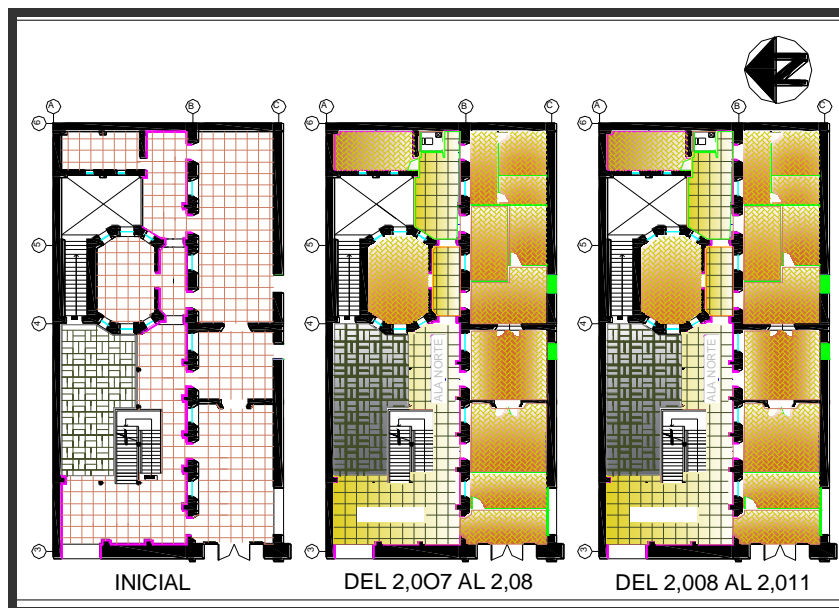 N
A B C A B C A B C
6 6 6
5 5 5
4 4 4
ALA NORTE ALA NORTE
3 3 3
INICIAL DEL 2,007 AL 2,08 DEL 2,008 AL 2,011